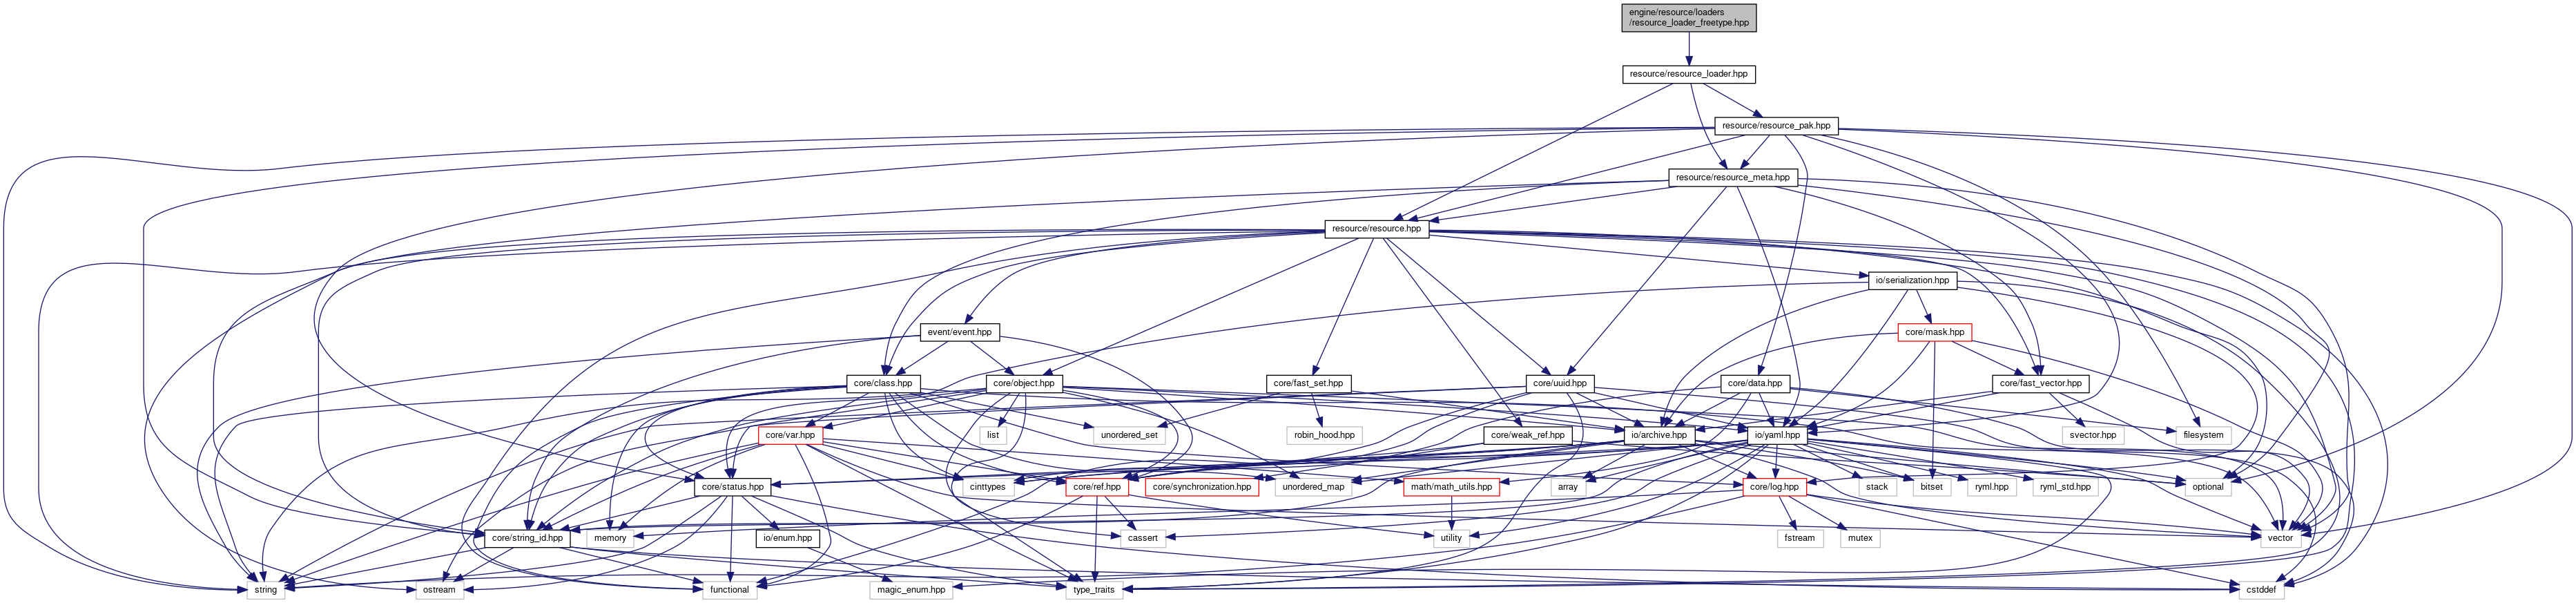 engine/resource/loaders
/resource_loader_freetype.hpp
resource/resource_loader.hpp
resource/resource_pak.hpp
resource/resource_meta.hpp
resource/resource.hpp
io/serialization.hpp
event/event.hpp
core/mask.hpp
core/class.hpp
core/object.hpp
core/fast_set.hpp
core/uuid.hpp
core/data.hpp
core/fast_vector.hpp
core/var.hpp
list
unordered_set
robin_hood.hpp
core/weak_ref.hpp
io/archive.hpp
io/yaml.hpp
svector.hpp
filesystem
core/status.hpp
cinttypes
core/ref.hpp
core/synchronization.hpp
unordered_map
math/math_utils.hpp
array
core/log.hpp
stack
bitset
ryml.hpp
ryml_std.hpp
optional
core/string_id.hpp
memory
io/enum.hpp
cassert
utility
fstream
mutex
vector
string
ostream
functional
magic_enum.hpp
type_traits
cstddef